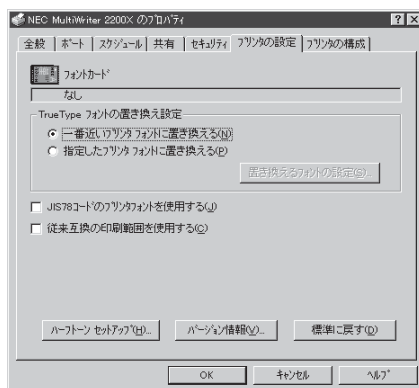 NEC MultiWriter 2200X のプロパティ
全般 ポート スケジュール 共有 セキュリティ プリンタの設定 プリンタの構成
フォントカード
なし
TrueType フォントの置き換え設定
一番近いプリンタ フォントに置き換える(N)
指定したプリンタ フォントに置き換える(P)
置き換えるフォントの設定(S)...
JIS78コードのプリンタフォントを使用する(J)
従来互換の印刷範囲を使用する(C)
ハーフトーン セットアップ(H)... バージョン情報(V)... 標準に戻す(D)
OK キャンセル ヘルプ